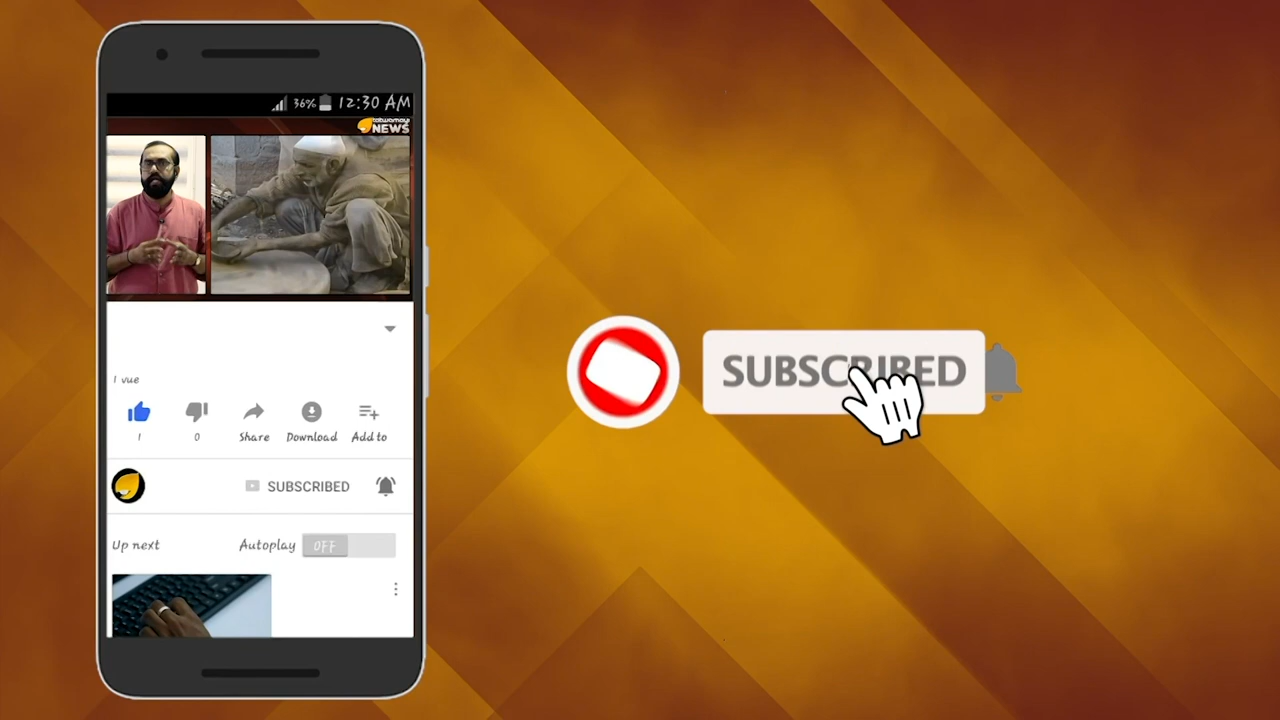 36% 12:30 AM
tatwamayi
NEWS
1 vue
1
0
Share
Download
Add to
SUBSCRIBED
Up next
Autoplay
OFF
SUBSCRIBED